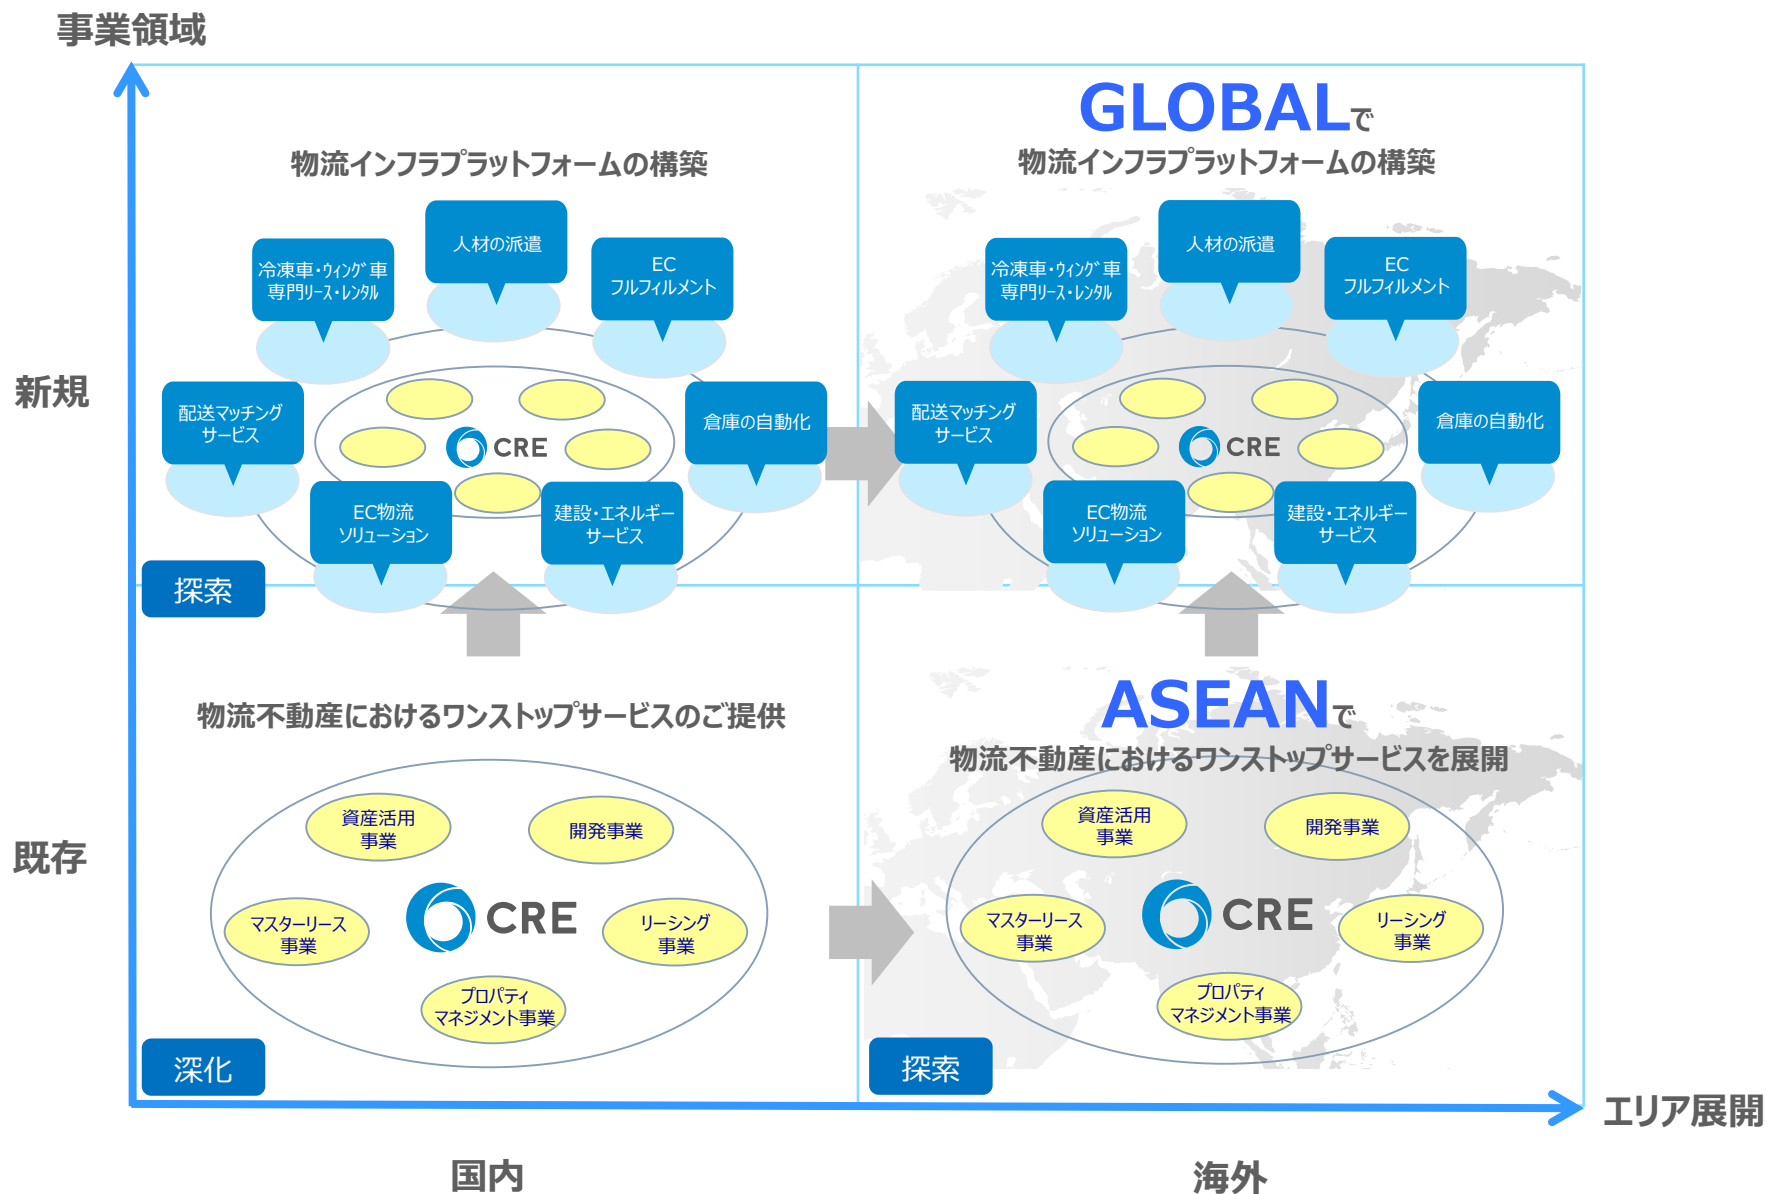 事業領域
物流インフラプラットフォームの構築
人材の派遣
冷凍車・ウィング車
専門リース・レンタル
EC
フルフィルメント
配送マッチング
サービス
倉庫の自動化
CRE
EC物流
ソリューション
建設・エネルギー
サービス
探索
GLOBALで
物流インフラプラットフォームの構築
人材の派遣
冷凍車・ウィング車
専門リース・レンタル
EC
フルフィルメント
配送マッチング
サービス
倉庫の自動化
CRE
EC物流
ソリューション
建設・エネルギー
サービス
新規
物流不動産におけるワンストップサービスのご提供
資産活用
事業
開発事業
マスターリース
事業
CRE
リーシング
事業
プロパティ
マネジメント事業
深化
ASEANで
物流不動産におけるワンストップサービスを展開
資産活用
事業
開発事業
マスターリース
事業
CRE
リーシング
事業
プロパティ
マネジメント事業
探索
既存
エリア展開
国内
海外